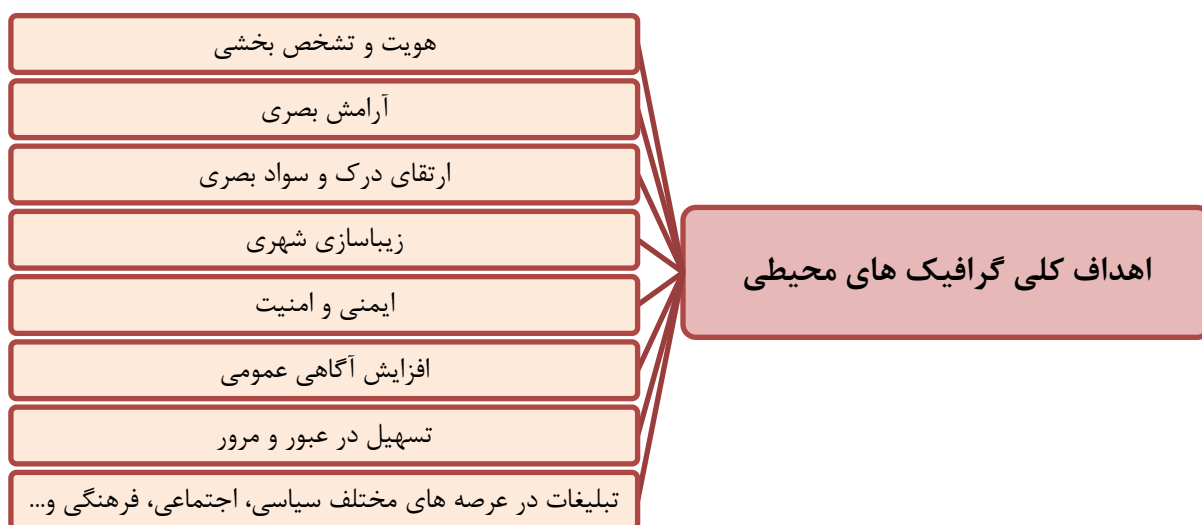 اهداف کلی گرافیک های محیطی
هویت و تشخص بخشی
آرامش بصری
ارتقای درک و سواد بصری
زیباسازی شهری
ایمنی و امنیت
افزایش آگاهی عمومی
تسهیل در عبور و مرور
تبلیغات در عرصه های مختلف سیاسی، اجتماعی، فرهنگی و...